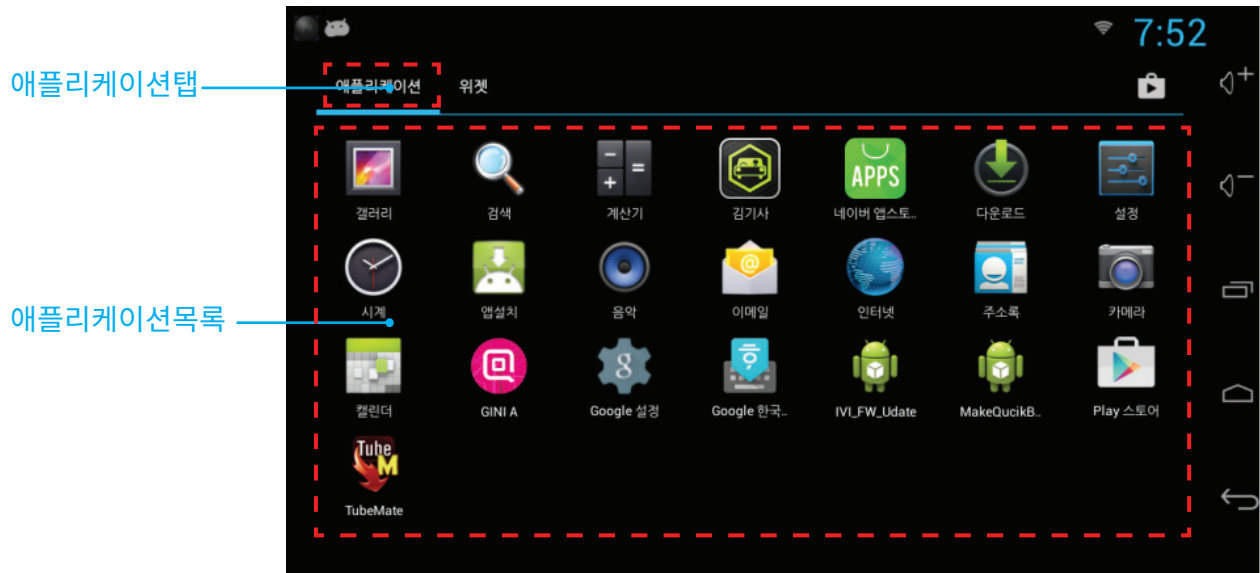 7:52
애플리케이션탭
애플리케이션 위젯
APPS
갤러리 검색 계산기 김기사 네이버 앱스토.. 다운로드 설정
시계 앱설치 음악 이메일 인터넷 주소록 카메라
애플리케이션목록
캘린더 GINI A Google 설정 Google 한국.. IVI_FW_Udate MakeQucikB.. Play 스토어
Tube
M
TubeMate